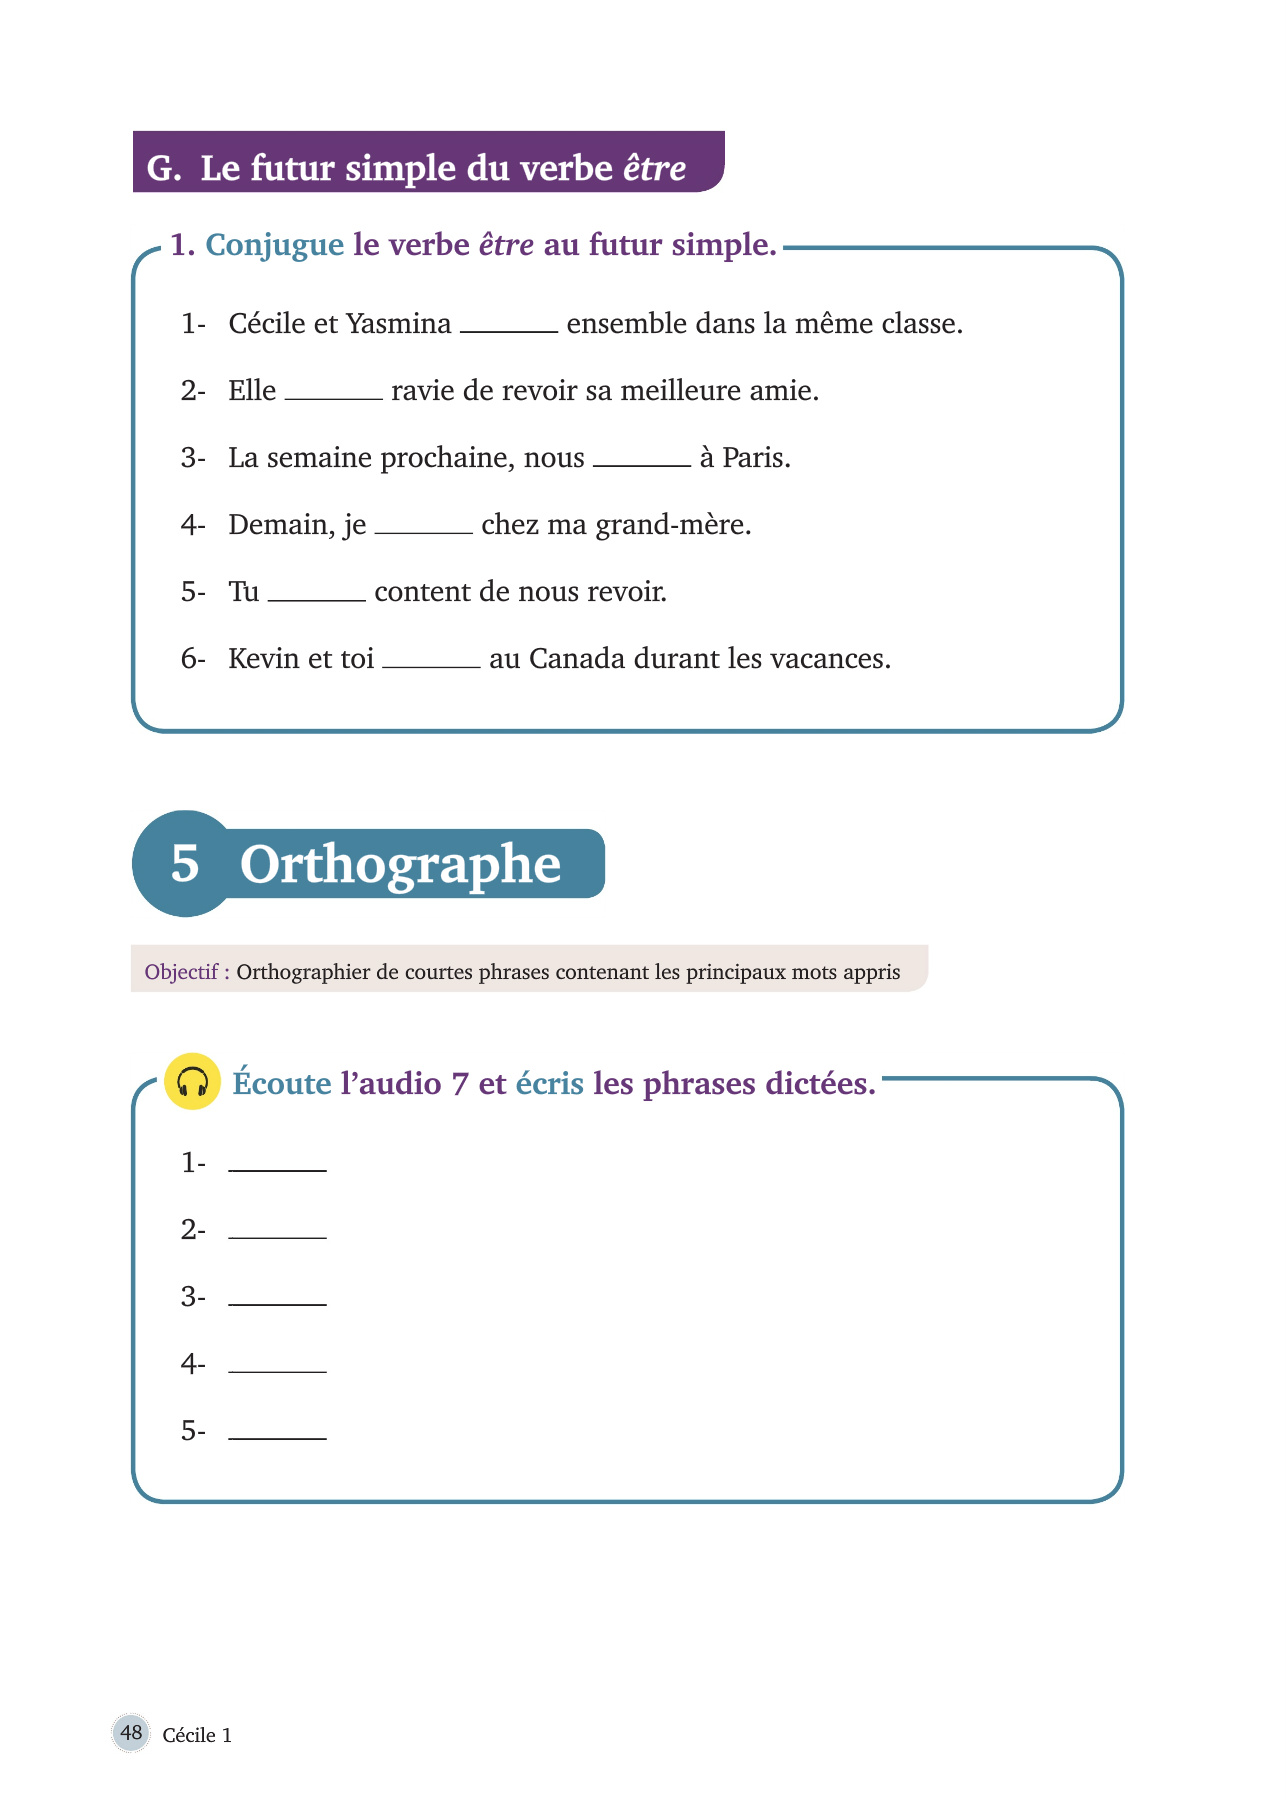 G. Le futur simple du verbe être
1. Conjugue le verbe être au futur simple.
1- Cécile et Yasmina _______ ensemble dans la même classe.
2- Elle _______ ravie de revoir sa meilleure amie.
3- La semaine prochaine, nous _______ à Paris.
4- Demain, je _______ chez ma grand-mère.
5- Tu _______ content de nous revoir.
6- Kevin et toi _______ au Canada durant les vacances.
5 Orthographe
Objectif : Orthographier de courtes phrases contenant les principaux mots appris
Écoute l’audio 7 et écris les phrases dictées.
1- _______
2- _______
3- _______
4- _______
5- _______
48 Cécile 1